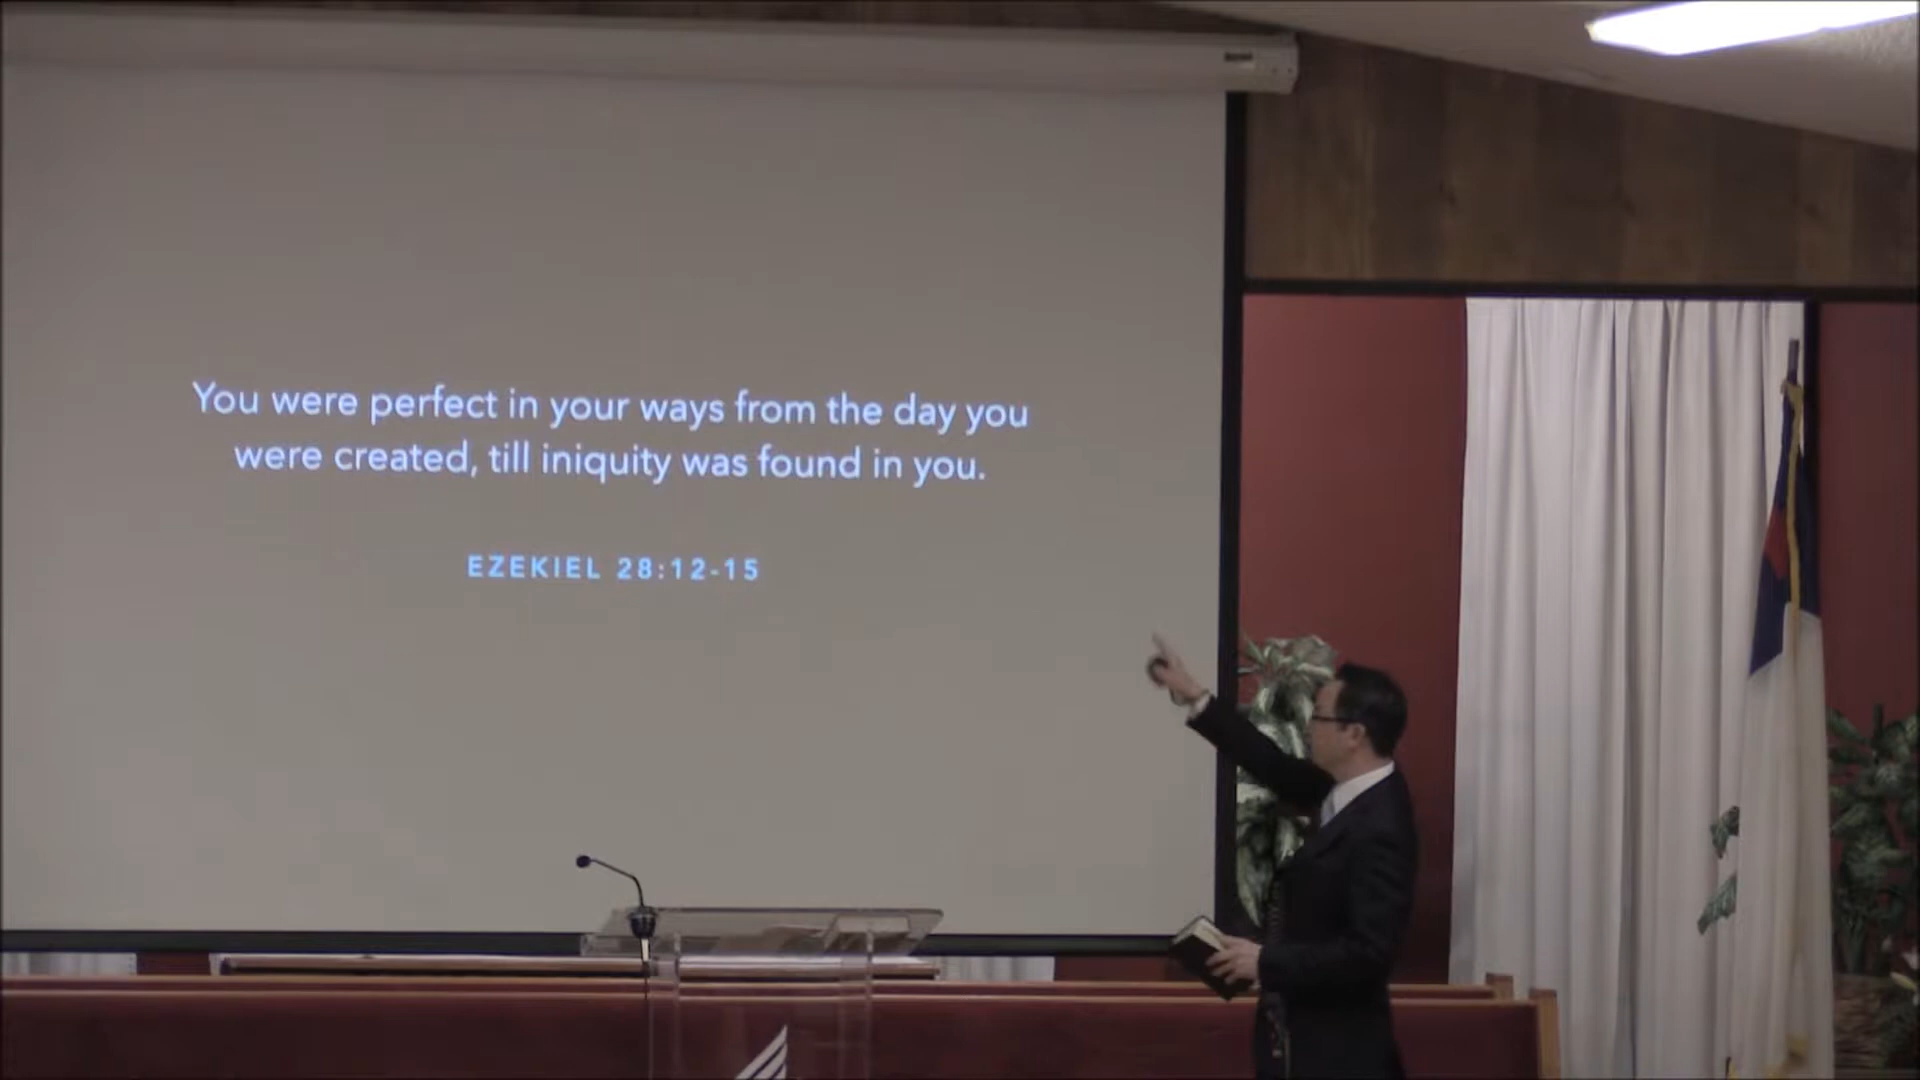 You were perfect in your ways from the day you
were created, till iniquity was found in you.
EZEKIEL 28:12-15